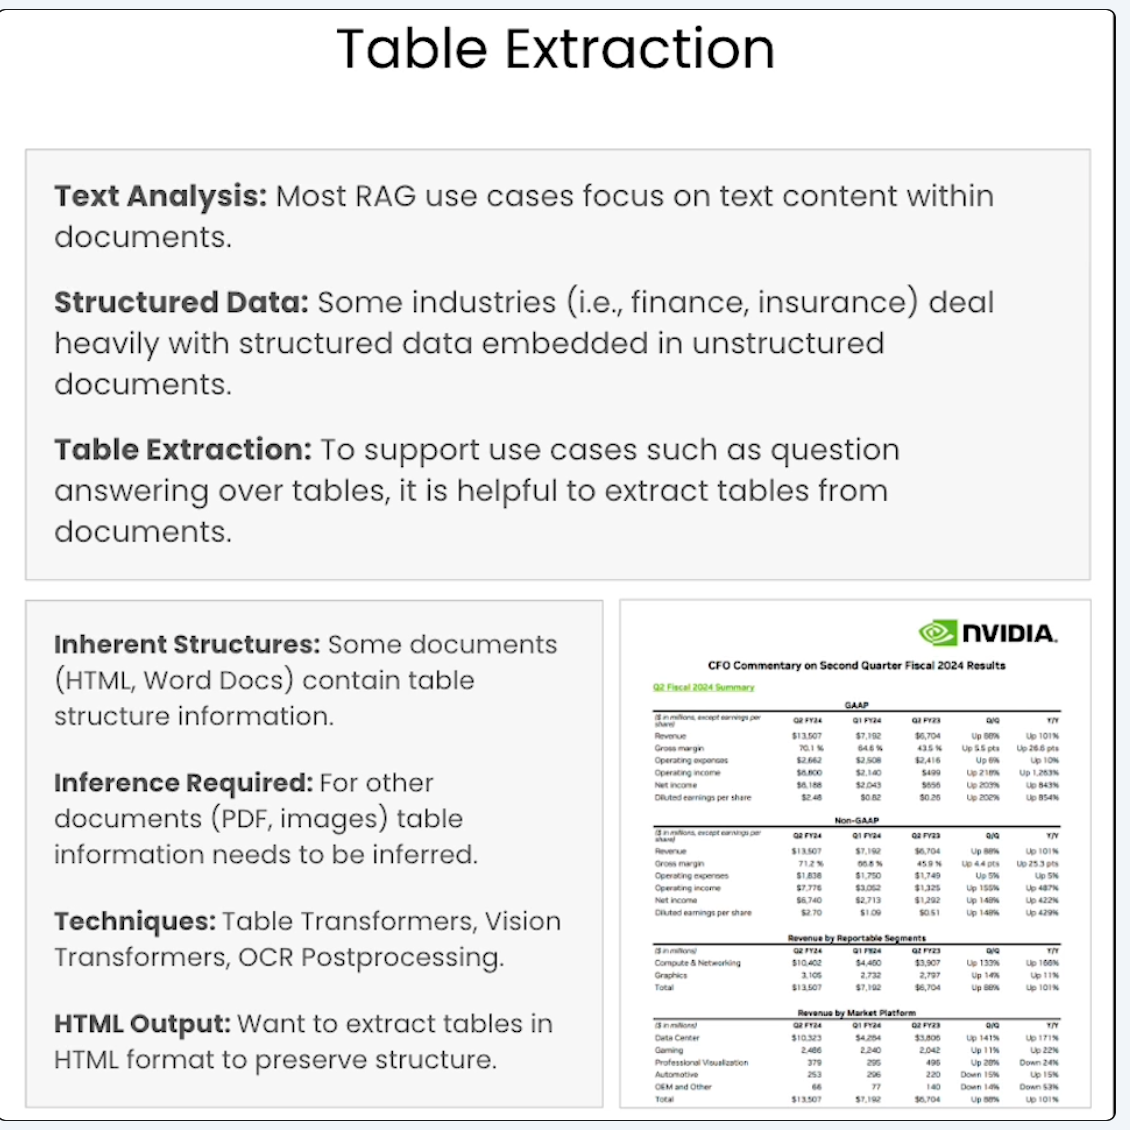 Table Extraction
Text Analysis: Most RAG use cases focus on text content within
documents.
Structured Data: Some industries (i.e., finance, insurance) deal
heavily with structured data embedded in unstructured
documents.
Table Extraction: To support use cases such as question
answering over tables, it is helpful to extract tables from
documents.
Inherent Structures: Some documents
(HTML, Word Docs) contain table
structure information.
Inference Required: For other
documents (PDF, images) table
information needs to be inferred.
Techniques: Table Transformers, Vision
Transformers, OCR Postprocessing.
HTML Output: Want to extract tables in
HTML format to preserve structure.
NVIDIA.
CFO Commentary on Second Quarter Fiscal 2024 Results
Q2 Fiscal 2024 Summary
GAAP
($ in millions, except earnings per
share) Q2 FY24 Q1 FY24 Q2 FY23 Q/Q Y/Y
Revenue $13,507 $7,192 $6,704 Up 88% Up 101%
Gross margin 70.1 % 64.6 % 43.5 % Up 5.5 pts Up 26.6 pts
Operating expenses $2,662 $2,508 $2,416 Up 6% Up 10%
Operating income $6,800 $2,140 $499 Up 218% Up 1,263%
Net income $6,188 $2,043 $656 Up 203% Up 843%
Diluted earnings per share $2.48 $0.82 $0.26 Up 202% Up 854%
Non-GAAP
($ in millions, except earnings per
share) Q2 FY24 Q1 FY24 Q2 FY23 Q/Q Y/Y
Revenue $13,507 $7,192 $6,704 Up 88% Up 101%
Gross margin 71.2 % 66.8 % 45.9 % Up 4.4 pts Up 25.3 pts
Operating expenses $1,838 $1,750 $1,749 Up 5% Up 5%
Operating income $7,776 $3,052 $1,325 Up 155% Up 487%
Net income $6,740 $2,713 $1,292 Up 148% Up 422%
Diluted earnings per share $2.70 $1.09 $0.51 Up 148% Up 429%
Revenue by Reportable Segments
($ in millions) Q2 FY24 Q1 FY24 Q2 FY23 Q/Q Y/Y
Compute & Networking $10,402 $4,460 $3,907 Up 133% Up 166%
Graphics 3,105 2,732 2,797 Up 14% Up 11%
Total $13,507 $7,192 $6,704 Up 88% Up 101%
Revenue by Market Platform
($ in millions) Q2 FY24 Q1 FY24 Q2 FY23 Q/Q Y/Y
Data Center $10,323 $4,284 $3,806 Up 141% Up 171%
Gaming 2,486 2,240 2,042 Up 11% Up 22%
Professional Visualization 379 295 496 Up 28% Down 24%
Automotive 253 296 220 Down 15% Up 15%
OEM and Other 66 77 140 Down 14% Down 53%
Total $13,507 $7,192 $6,704 Up 88% Up 101%